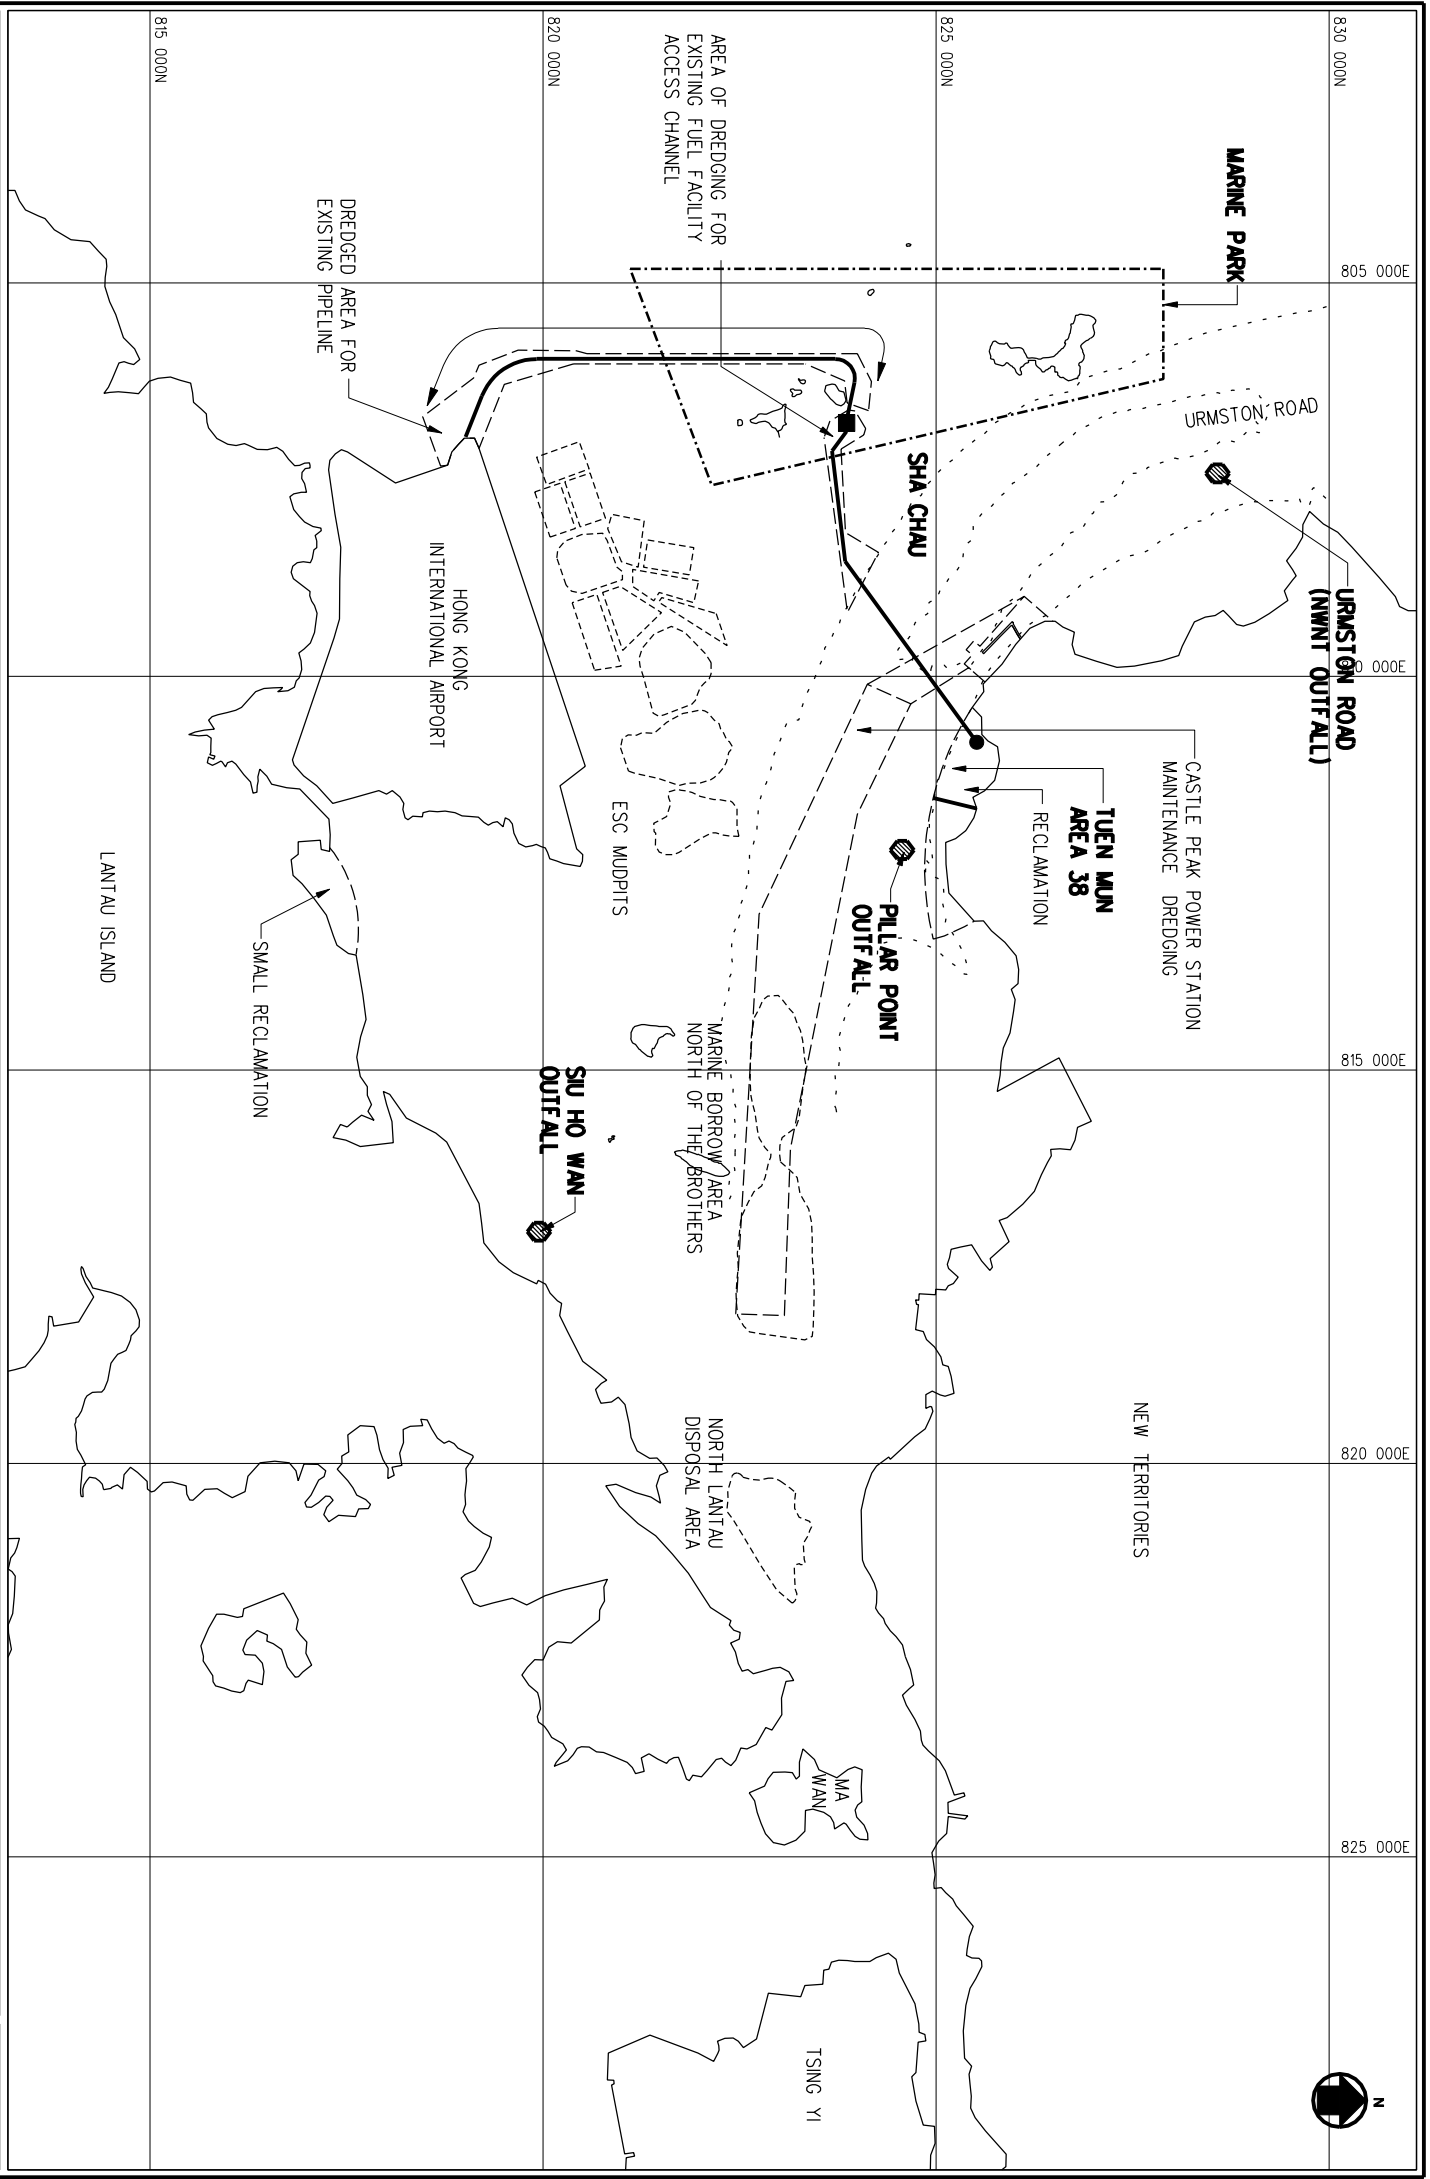 830 000N
825 000N
820 000N
815 000N
805 000E
810 000E
815 000E
820 000E
825 000E
N
MARINE PARK
URMSTON ROAD
URMSTON ROAD
(NWNT OUTFALL)
AREA OF DREDGING FOR
EXISTING FUEL FACILITY
ACCESS CHANNEL
SHA CHAU
CASTLE PEAK POWER STATION
MAINTENANCE DREDGING
TUEN MUN
AREA 38
RECLAMATION
PILLAR POINT
OUTFALL
NEW TERRITORIES
DREDGED AREA FOR
EXISTING PIPELINE
HONG KONG
INTERNATIONAL AIRPORT
ESC MUDPITS
MARINE BORROW AREA
NORTH OF THE BROTHERS
SIU HO WAN
OUTFALL
NORTH LANTAU
DISPOSAL AREA
MA
WAN
TSING YI
SMALL RECLAMATION
LANTAU ISLAND